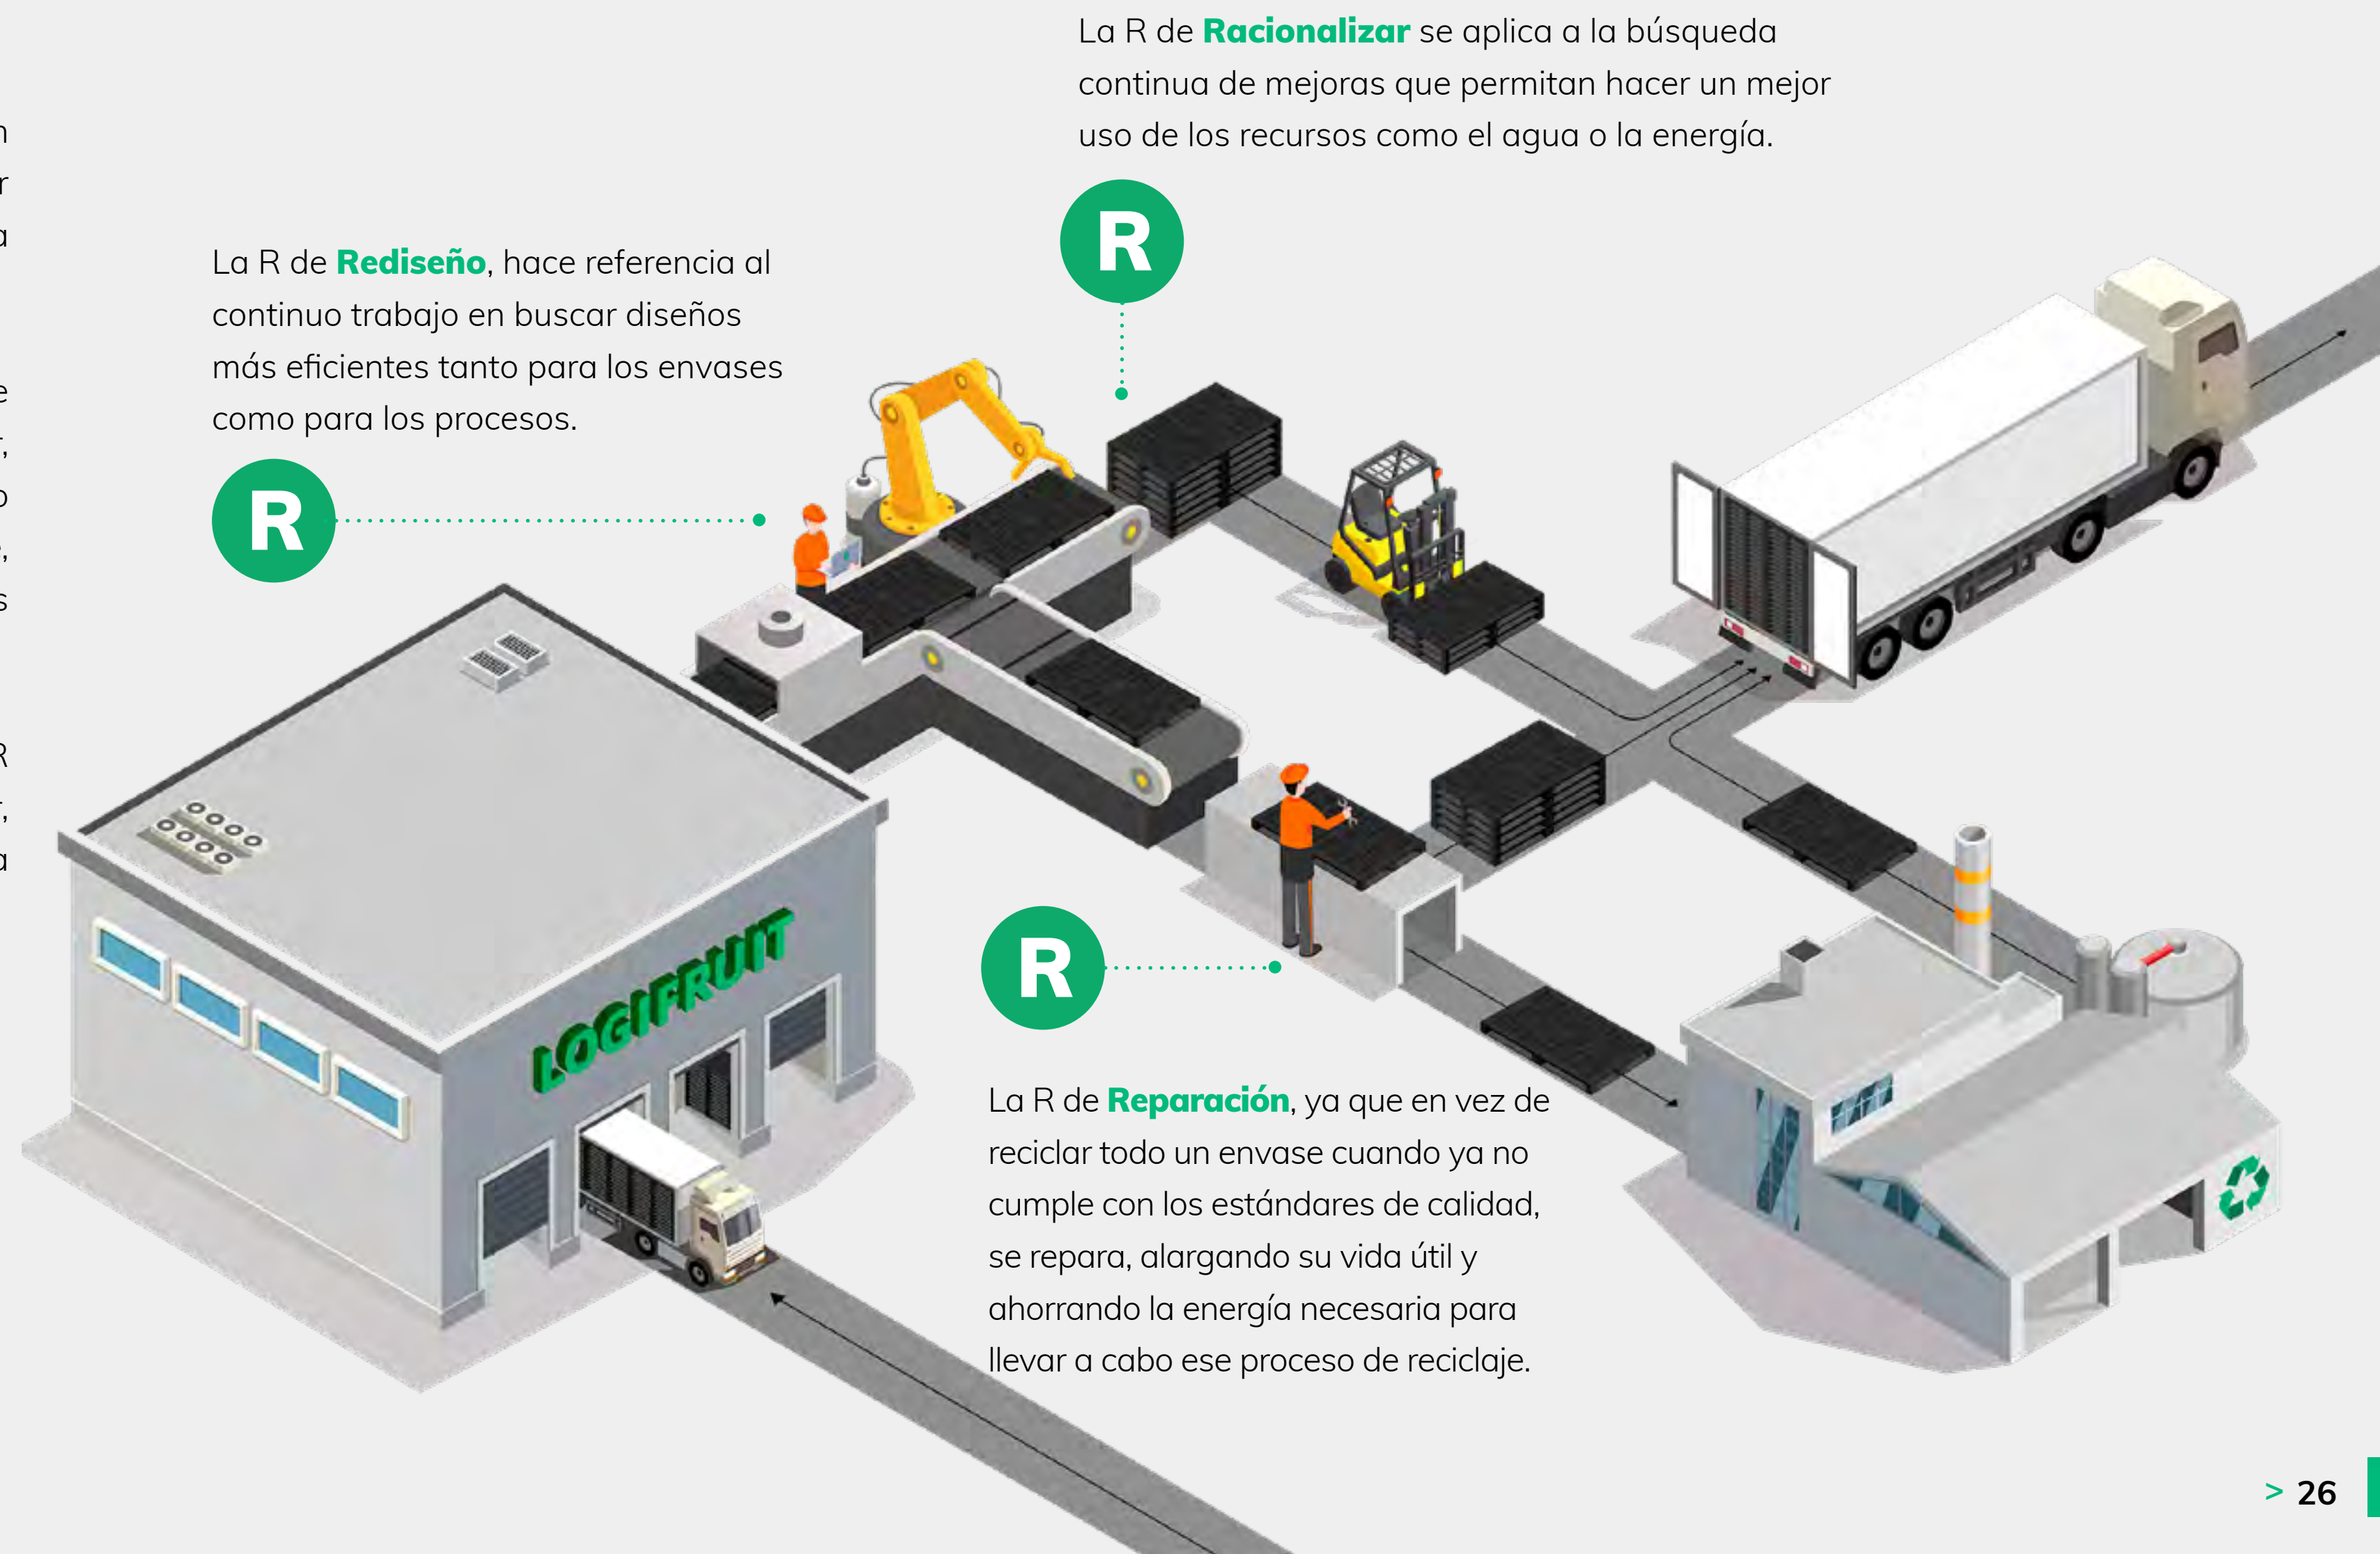 La R de Racionalizar se aplica a la búsqueda
continua de mejoras que permitan hacer un mejor
uso de los recursos como el agua o la energía.
R
La R de Rediseño, hace referencia al
continuo trabajo en buscar diseños
más eficientes tanto para los envases
como para los procesos.
R
LOGIFRUIT
R
La R de Reparación, ya que en vez de
reciclar todo un envase cuando ya no
cumple con los estándares de calidad,
se repara, alargando su vida útil y
ahorrando la energía necesaria para
llevar a cabo ese proceso de reciclaje.
> 26